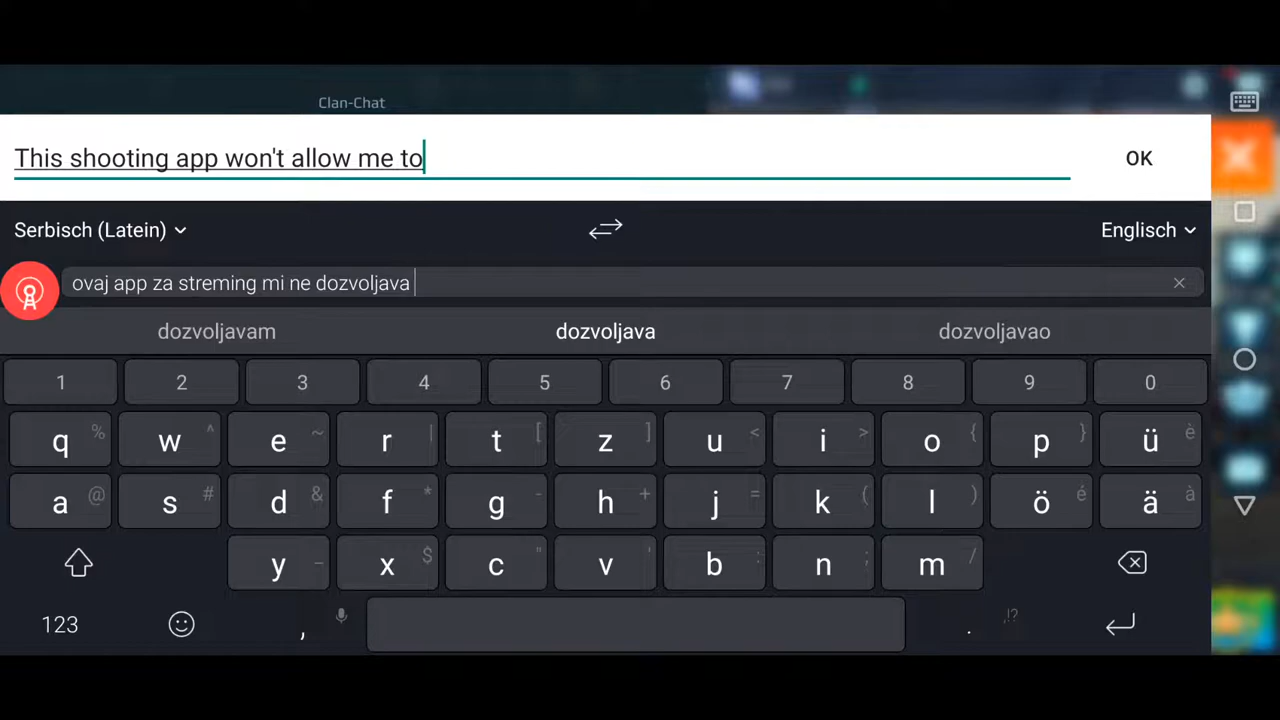 Clan-Chat
This shooting app won't allow me to
OK
Serbisch (Latein)
Englisch
ovaj app za streming mi ne dozvoljava
dozvoljavam dozvoljava dozvoljavao
1 2 3 4 5 6 7 8 9 0
q % w ^ e ~ r | t [ z ] u < i > o { p } ü è
a @ s # d & f * g - h + j = k ( l ) ö é ä à
y _ x $ c " v ' b : n ; m /
123 , . ,!?